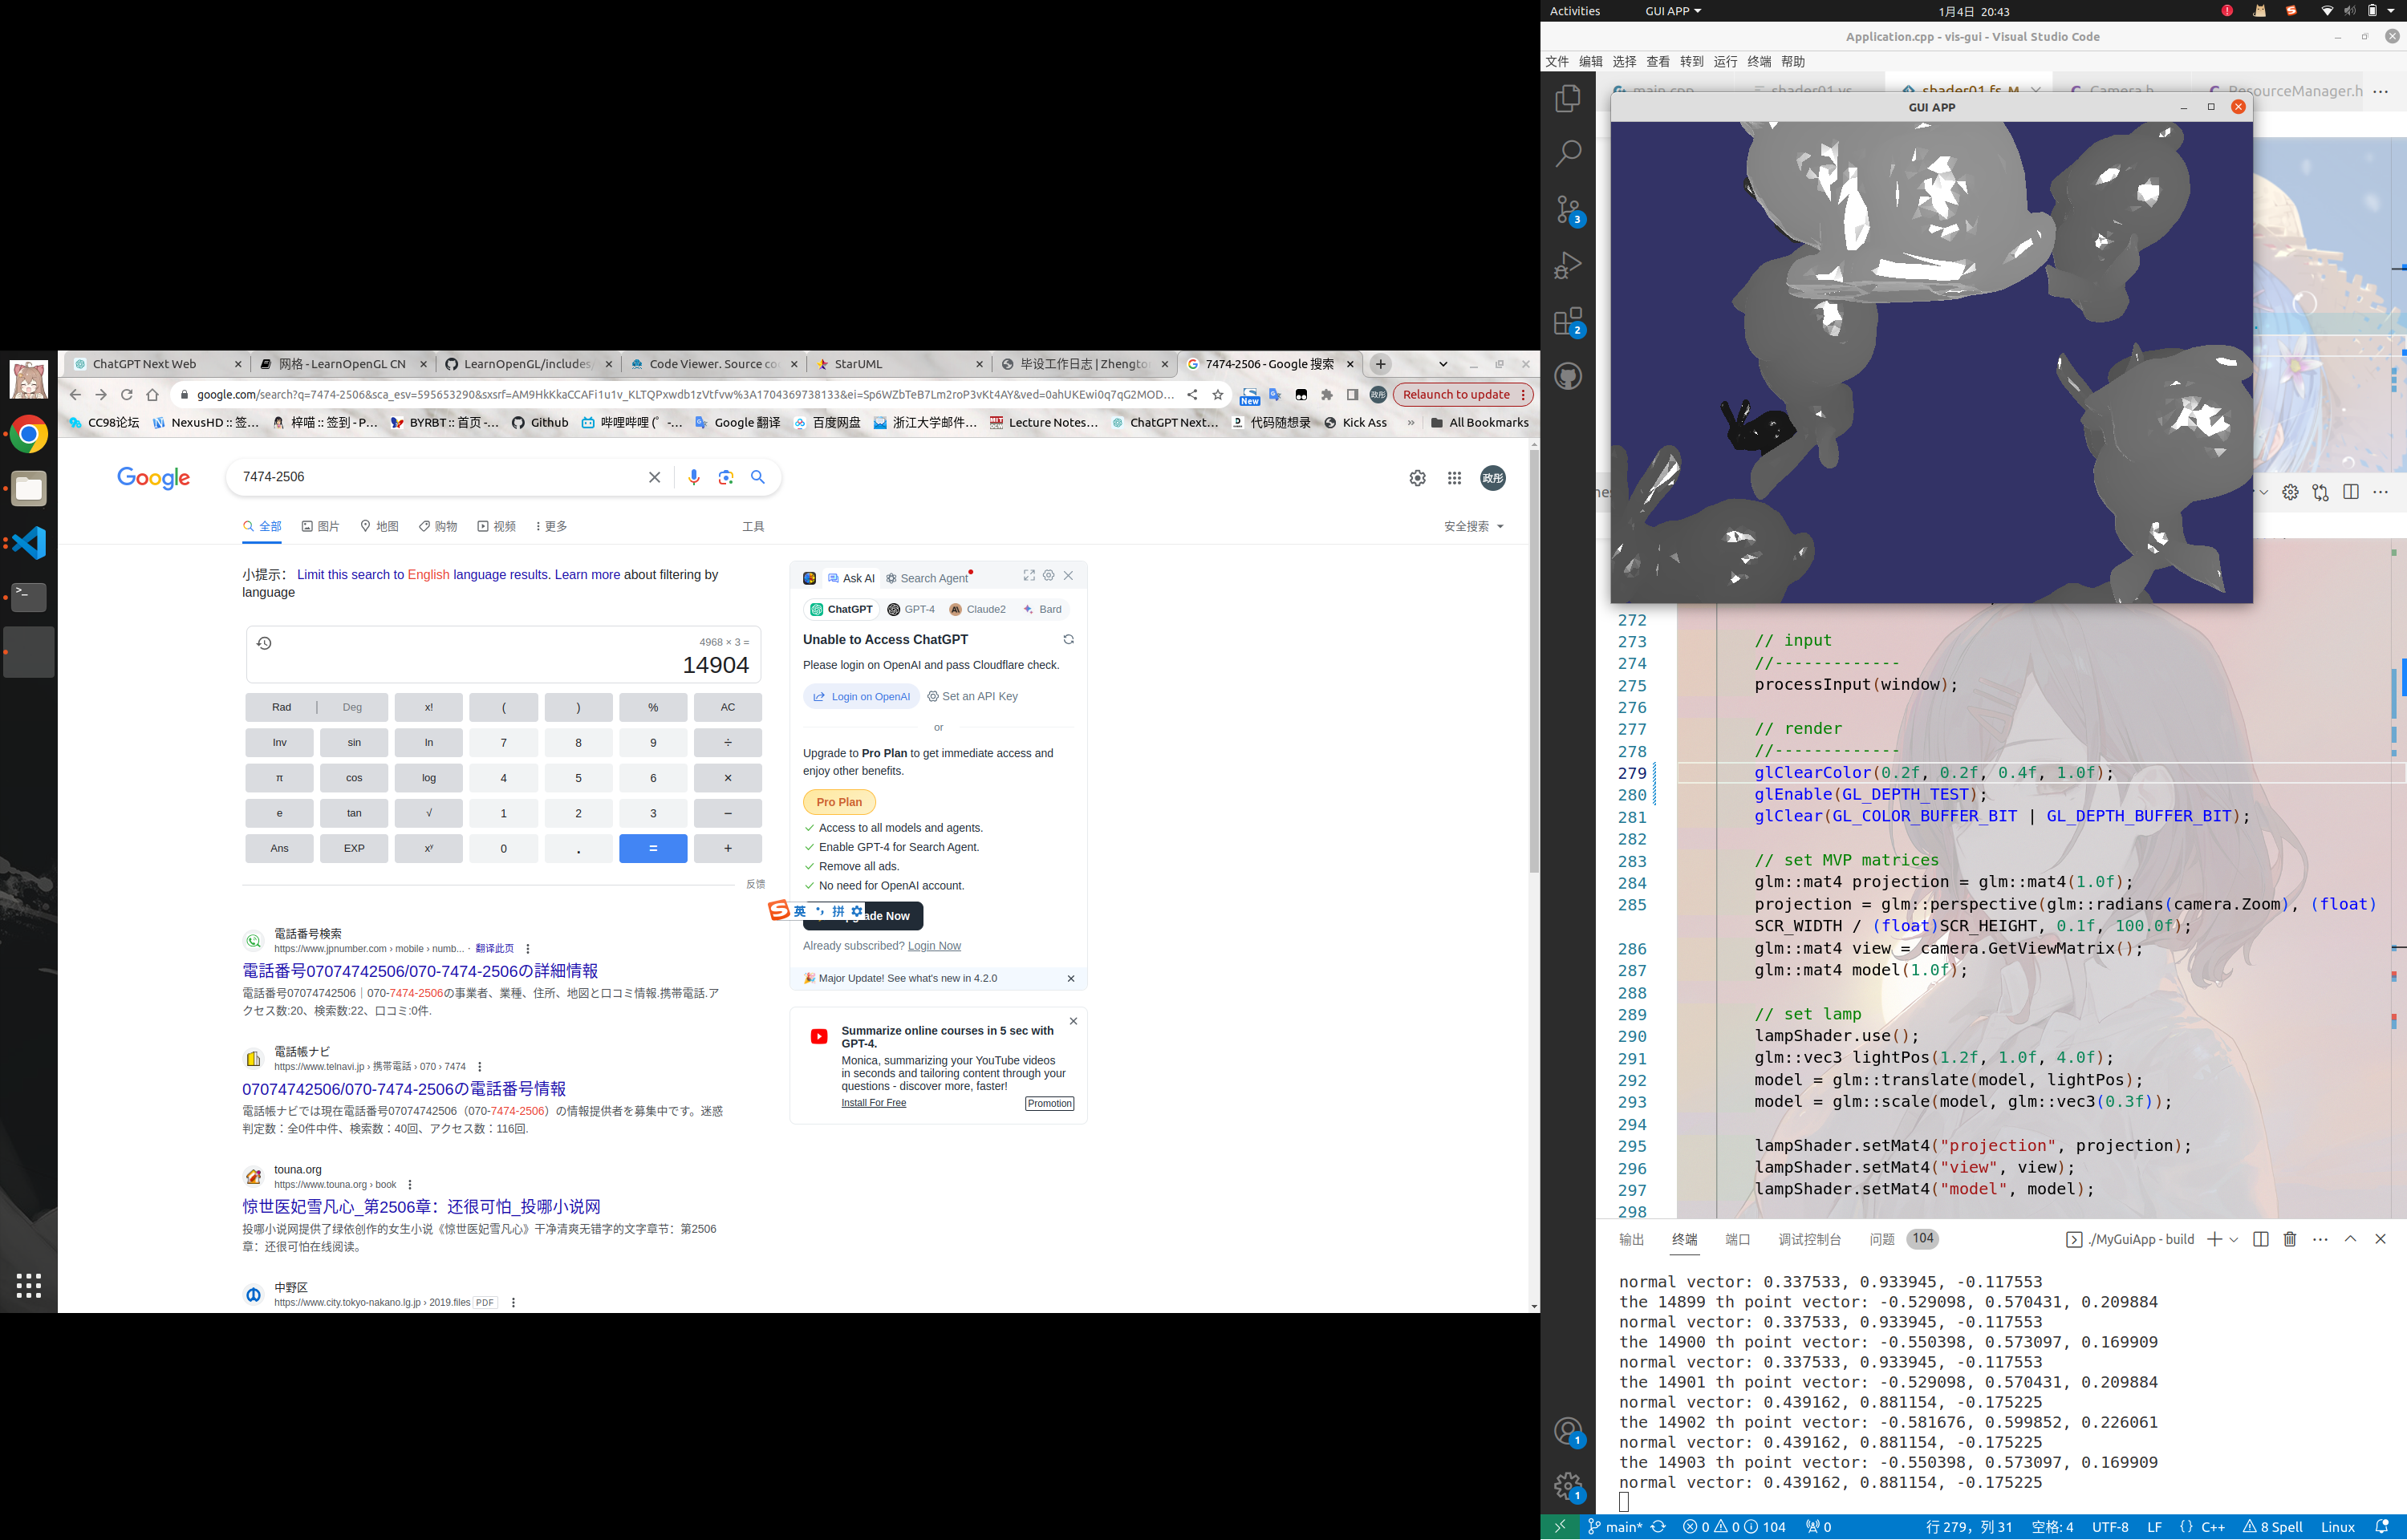 Activities
GUI APP
1月4日 20:43
Application.cpp - vis-gui - Visual Studio Code
文件 编辑 选择 查看 转到 运行 终端 帮助
main.cpp shader01.vs shader01.fs M Camera.h ResourceManager.h
GUI APP
3
2
ChatGPT Next Web
网格 - LearnOpenGL CN
LearnOpenGL/includes/
Code Viewer. Source co
StarUML
毕设工作日志 | Zhengto
7474-2506 - Google 搜索
google.com/search?q=7474-2506&sca_esv=595653290&sxsrf=AM9HkKkaCCAFi1u1v_KLTQPxwdb1zVtfvw%3A1704369738133&ei=Sp6WZbTeB7Lm2roP3vKt4AY&ved=0ahUKEwi0q7qG2MOD...
New
政彤
Relaunch to update
CC98论坛
NexusHD :: 签...
梓喵 :: 签到 - P...
BYRBT :: 首页 -...
Github
哔哩哔哩 (゜-...
Google 翻译
百度网盘
浙江大学邮件...
Lecture Notes...
ChatGPT Next...
代码随想录
Kick Ass
»
All Bookmarks
Google
7474-2506
政彤
全部 图片 地图 购物 视频 更多 工具 安全搜索
小提示： Limit this search to English language results. Learn more about filtering by
language
4968 × 3 =
14904
Rad | Deg x! ( ) % AC
Inv sin ln 7 8 9 ÷
π cos log 4 5 6 ×
e tan √ 1 2 3 −
Ans EXP xʸ 0 . = +
反馈
電話番号検索
https://www.jpnumber.com › mobile › numb... · 翻译此页
電話番号07074742506/070-7474-2506の詳細情報
電話番号07074742506｜070-7474-2506の事業者、業種、住所、地図と口コミ情報.携帯電話.ア
クセス数:20、検索数:22、口コミ:0件.
電話帳ナビ
https://www.telnavi.jp › 携帯電話 › 070 › 7474
07074742506/070-7474-2506の電話番号情報
電話帳ナビでは現在電話番号07074742506（070-7474-2506）の情報提供者を募集中です。迷惑
判定数：全0件中件、検索数：40回、アクセス数：116回.
touna.org
https://www.touna.org › book
惊世医妃雪凡心_第2506章：还很可怕_投哪小说网
投哪小说网提供了绿依创作的女生小说《惊世医妃雪凡心》干净清爽无错字的文字章节：第2506
章：还很可怕在线阅读。
中野区
https://www.city.tokyo-nakano.lg.jp › 2019.files PDF
Ask AI Search Agent
ChatGPT GPT-4 Claude2 Bard
Unable to Access ChatGPT
Please login on OpenAI and pass Cloudflare check.
Login on OpenAI Set an API Key
or
Upgrade to Pro Plan to get immediate access and
enjoy other benefits.
Pro Plan
Access to all models and agents.
Enable GPT-4 for Search Agent.
Remove all ads.
No need for OpenAI account.
英 拼
Now
Already subscribed? Login Now
Major Update! See what's new in 4.2.0
Summarize online courses in 5 sec with
GPT-4.
Monica, summarizing your YouTube videos
in seconds and tailoring content through your
questions - discover more, faster!
Install For Free Promotion
272
273 // input
274 //-------------
275 processInput(window);
276
277 // render
278 //-------------
279 glClearColor(0.2f, 0.2f, 0.4f, 1.0f);
280 glEnable(GL_DEPTH_TEST);
281 glClear(GL_COLOR_BUFFER_BIT | GL_DEPTH_BUFFER_BIT);
282
283 // set MVP matrices
284 glm::mat4 projection = glm::mat4(1.0f);
285 projection = glm::perspective(glm::radians(camera.Zoom), (float)
SCR_WIDTH / (float)SCR_HEIGHT, 0.1f, 100.0f);
286 glm::mat4 view = camera.GetViewMatrix();
287 glm::mat4 model(1.0f);
288
289 // set lamp
290 lampShader.use();
291 glm::vec3 lightPos(1.2f, 1.0f, 4.0f);
292 model = glm::translate(model, lightPos);
293 model = glm::scale(model, glm::vec3(0.3f));
294
295 lampShader.setMat4("projection", projection);
296 lampShader.setMat4("view", view);
297 lampShader.setMat4("model", model);
298
输出 终端 端口 调试控制台 问题 104
./MyGuiApp - build
normal vector: 0.337533, 0.933945, -0.117553
the 14899 th point vector: -0.529098, 0.570431, 0.209884
normal vector: 0.337533, 0.933945, -0.117553
the 14900 th point vector: -0.550398, 0.573097, 0.169909
normal vector: 0.337533, 0.933945, -0.117553
the 14901 th point vector: -0.529098, 0.570431, 0.209884
normal vector: 0.439162, 0.881154, -0.175225
the 14902 th point vector: -0.581676, 0.599852, 0.226061
normal vector: 0.439162, 0.881154, -0.175225
the 14903 th point vector: -0.550398, 0.573097, 0.169909
normal vector: 0.439162, 0.881154, -0.175225
1
1
main* 0 0 104 0
行 279，列 31 空格: 4 UTF-8 LF {} C++ 8 Spell Linux